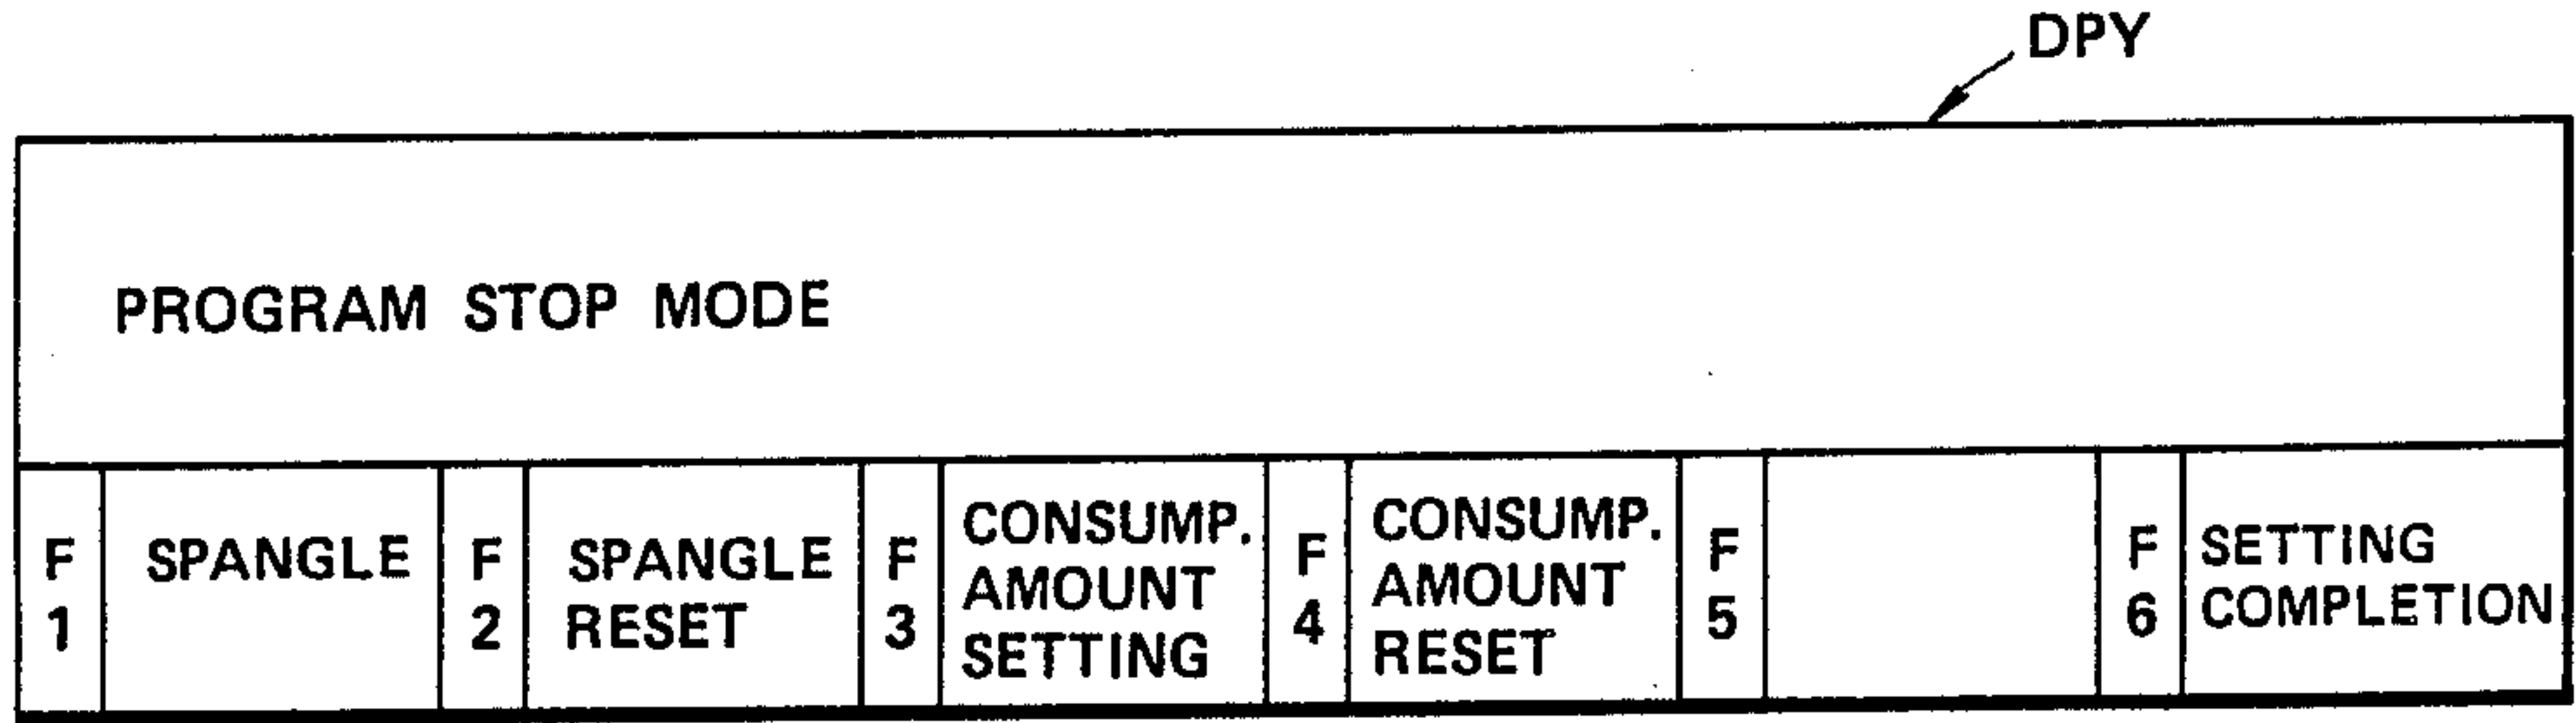 DPY
PROGRAM STOP MODE
F
1
SPANGLE
F
2
SPANGLE
RESET
F
3
CONSUMP.
AMOUNT
SETTING
F
4
CONSUMP.
AMOUNT
RESET
F
5
F
6
SETTING
COMPLETION